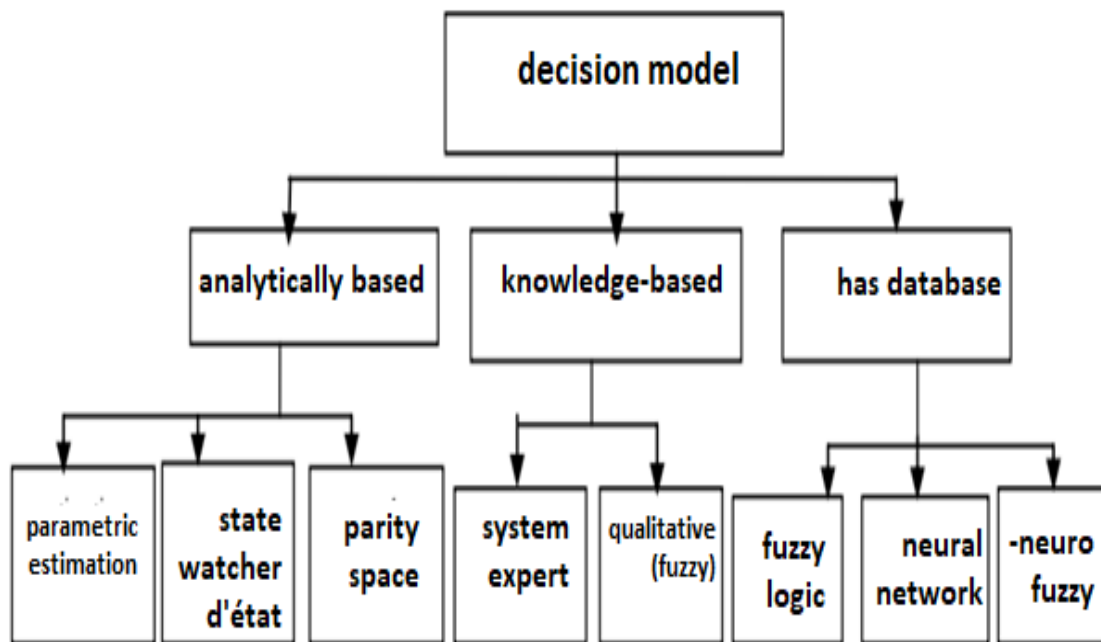 decision model
analytically based
knowledge-based
has database
parametric
estimation
state
watcher
d'état
parity
space
system
expert
qualitative
(fuzzy)
fuzzy
logic
neural
network
-neuro
fuzzy